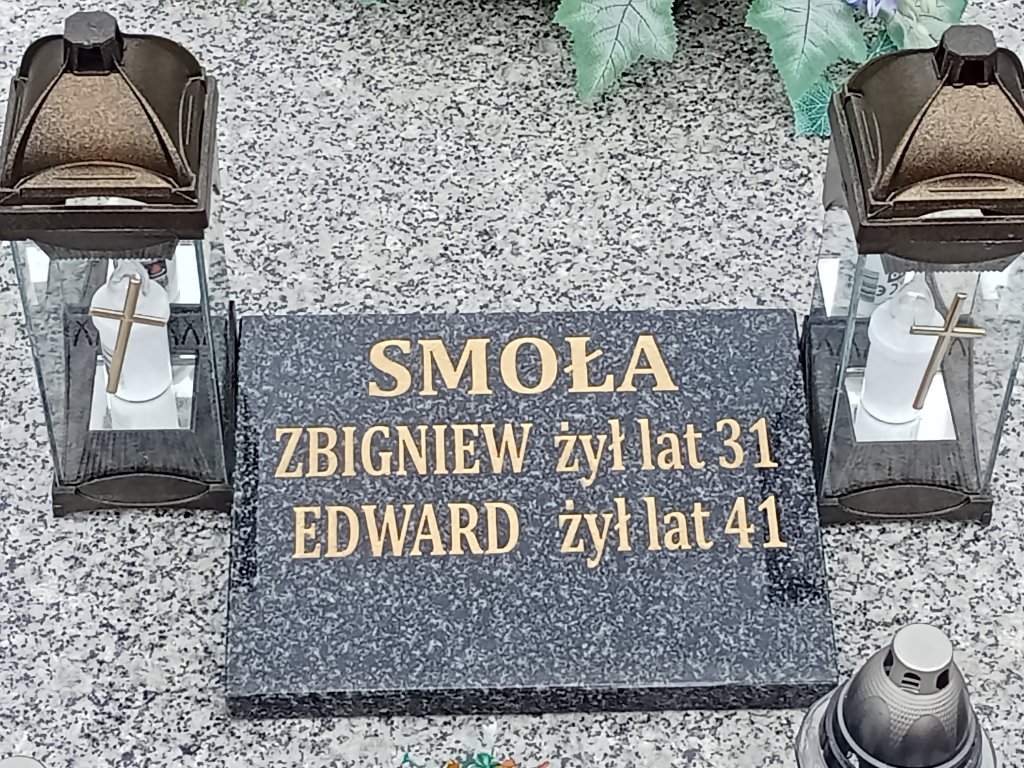 SMOŁA
ZBIGNIEW żył lat 31
EDWARD żył lat 41